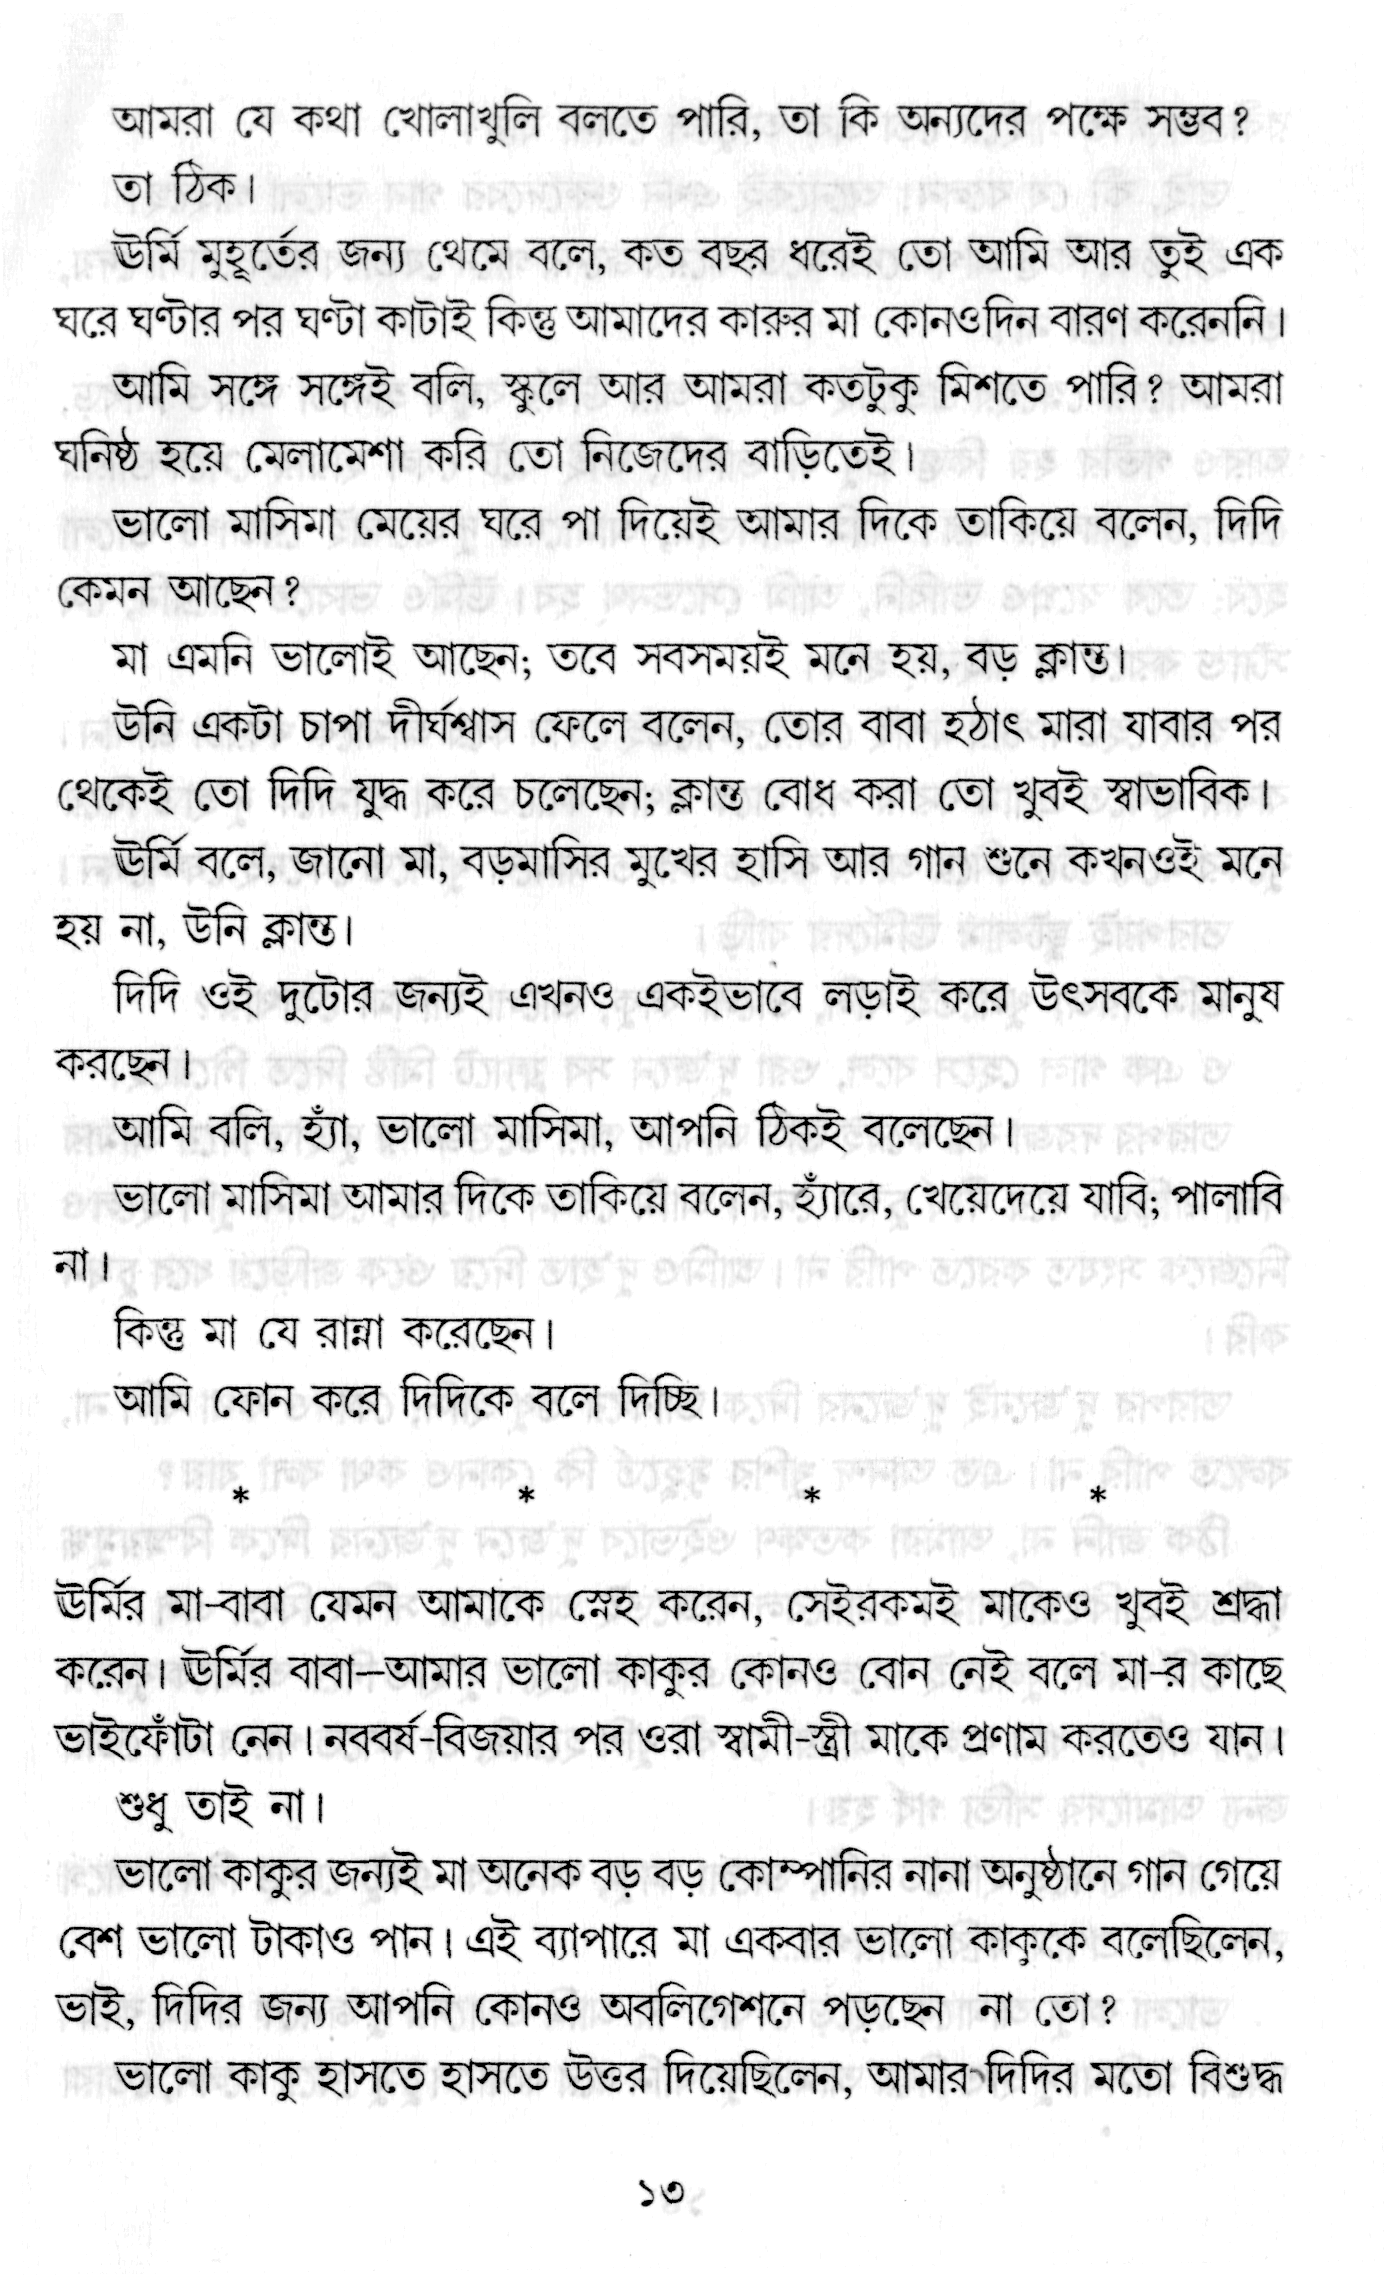 আমরা যে কথা খোলাখুলি বলতে পারি, তা কি অন্যদের পক্ষে সম্ভব?
তা ঠিক।
ঊর্মি মুহূর্তের জন্য থেমে বলে, কত বছর ধরেই তো আমি আর তুই এক
ঘরে ঘণ্টার পর ঘণ্টা কাটাই কিন্তু আমাদের কারুর মা কোনওদিন বারণ করেননি।
আমি সঙ্গে সঙ্গেই বলি, স্কুলে আর আমরা কতটুকু মিশতে পারি? আমরা
ঘনিষ্ঠ হয়ে মেলামেশা করি তো নিজেদের বাড়িতেই।
ভালো মাসিমা মেয়ের ঘরে পা দিয়েই আমার দিকে তাকিয়ে বলেন, দিদি
কেমন আছেন?
মা এমনি ভালোই আছেন; তবে সবসময়ই মনে হয়, বড় ক্লান্ত।
উনি একটা চাপা দীর্ঘশ্বাস ফেলে বলেন, তোর বাবা হঠাৎ মারা যাবার পর
থেকেই তো দিদি যুদ্ধ করে চলেছেন; ক্লান্ত বোধ করা তো খুবই স্বাভাবিক।
ঊর্মি বলে, জানো মা, বড়মাসির মুখের হাসি আর গান শুনে কখনওই মনে
হয় না, উনি ক্লান্ত।
দিদি ওই দুটোর জন্যই এখনও একইভাবে লড়াই করে উৎসবকে মানুষ
করছেন।
আমি বলি, হ্যাঁ, ভালো মাসিমা, আপনি ঠিকই বলেছেন।
ভালো মাসিমা আমার দিকে তাকিয়ে বলেন, হ্যাঁরে, খেয়েদেয়ে যাবি; পালাবি
না।
কিন্তু মা যে রান্না করেছেন।
আমি ফোন করে দিদিকে বলে দিচ্ছি।
* * * *
ঊর্মির মা-বাবা যেমন আমাকে স্নেহ করেন, সেইরকমই মাকেও খুবই শ্রদ্ধা
করেন। ঊর্মির বাবা—আমার ভালো কাকুর কোনও বোন নেই বলে মা-র কাছে
ভাইফোঁটা নেন। নববর্ষ-বিজয়ার পর ওরা স্বামী-স্ত্রী মাকে প্রণাম করতেও যান।
শুধু তাই না।
ভালো কাকুর জন্যই মা অনেক বড় বড় কোম্পানির নানা অনুষ্ঠানে গান গেয়ে
বেশ ভালো টাকাও পান। এই ব্যাপারে মা একবার ভালো কাকুকে বলেছিলেন,
ভাই, দিদির জন্য আপনি কোনও অবলিগেশনে পড়ছেন না তো?
ভালো কাকু হাসতে হাসতে উত্তর দিয়েছিলেন, আমার দিদির মতো বিশুদ্ধ
১৩